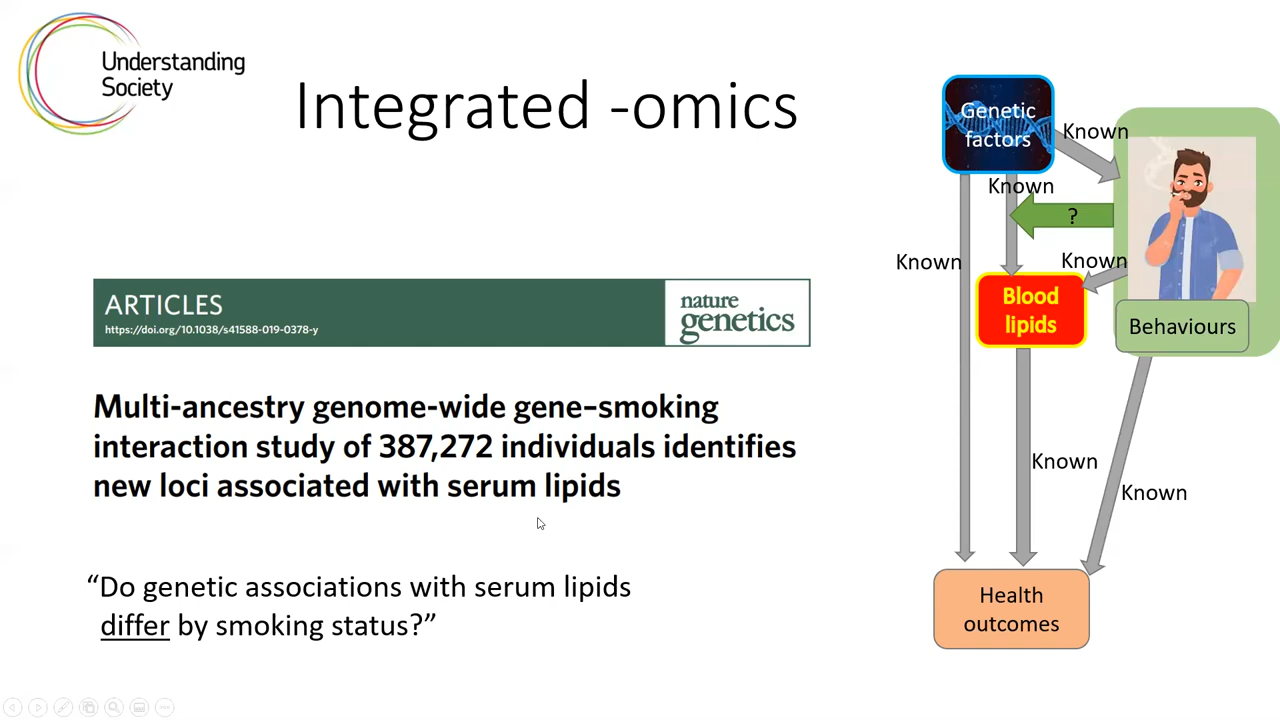 Understanding
Society
Integrated -omics
ARTICLES
https://doi.org/10.1038/s41588-019-0378-y
nature
genetics
Multi-ancestry genome-wide gene–smoking
interaction study of 387,272 individuals identifies
new loci associated with serum lipids
“Do genetic associations with serum lipids
differ by smoking status?”
Genetic
factors
Known
Known
?
Known
Known
Blood
lipids
Behaviours
Known
Known
Health
outcomes